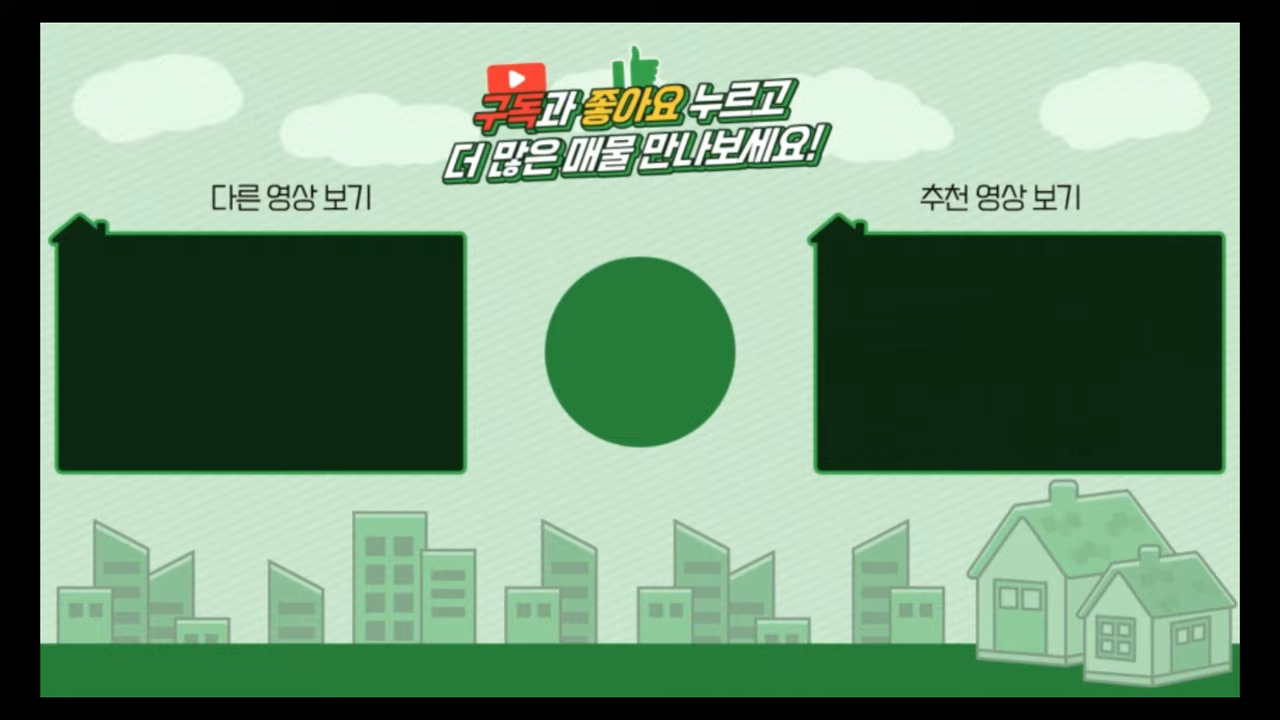 구독과 좋아요 누르고
더 많은 매물 만나보세요!
다른 영상 보기
추천 영상 보기